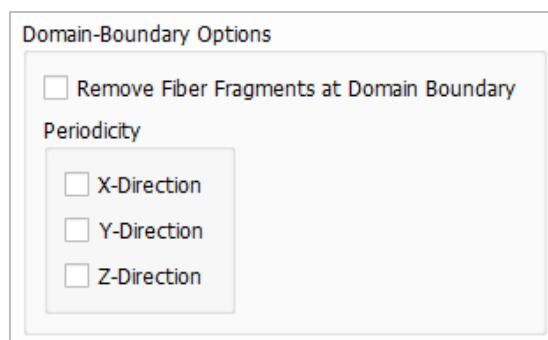 Domain-Boundary Options
Remove Fiber Fragments at Domain Boundary
Periodicity
X-Direction
Y-Direction
Z-Direction